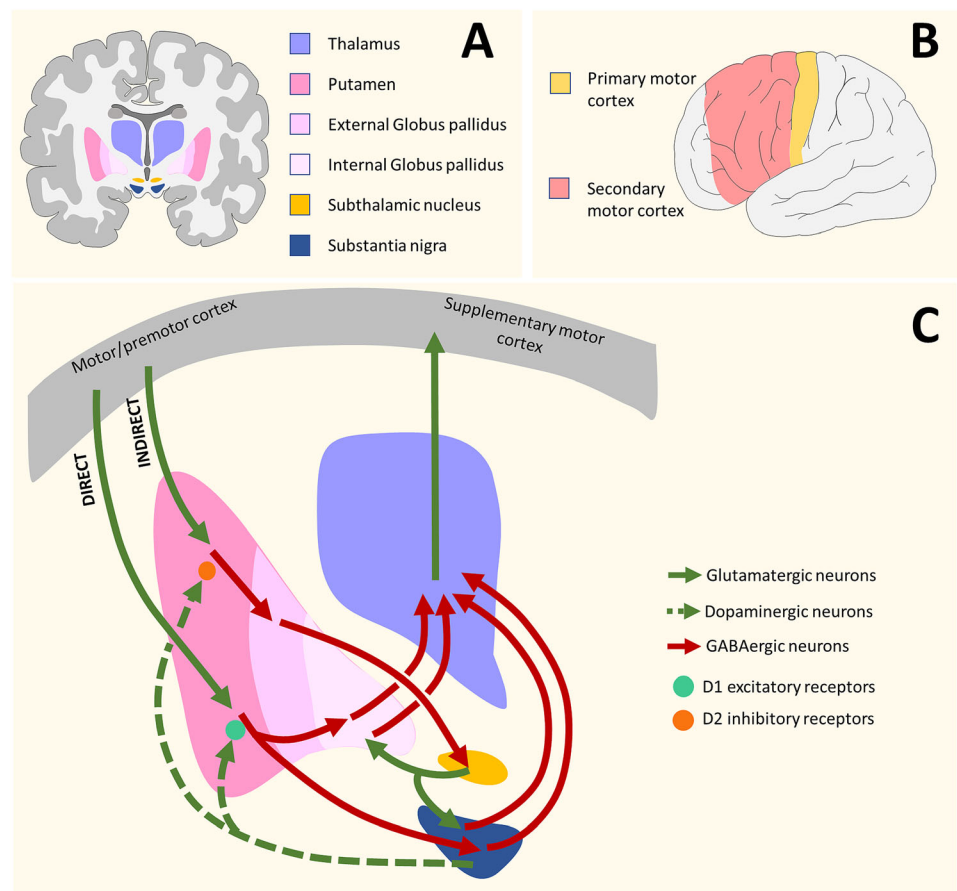 A
Thalamus
Putamen
External Globus pallidus
Internal Globus pallidus
Subthalamic nucleus
Substantia nigra
B
Primary motor
cortex
Secondary
motor cortex
C
Motor/premotor cortex
Supplementary motor
cortex
DIRECT
INDIRECT
Glutamatergic neurons
Dopaminergic neurons
GABAergic neurons
D1 excitatory receptors
D2 inhibitory receptors